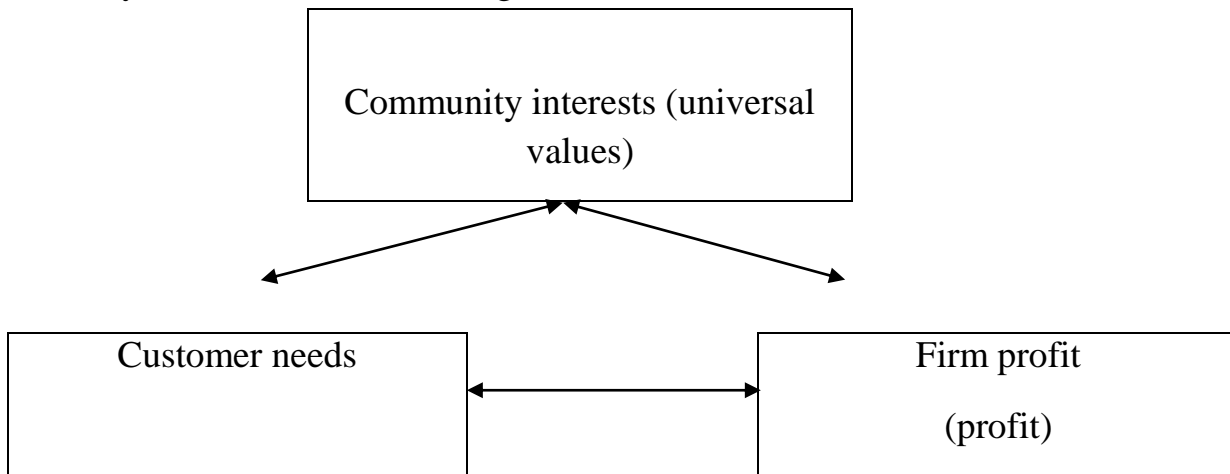 Community interests (universal
values)
Customer needs
Firm profit
(profit)